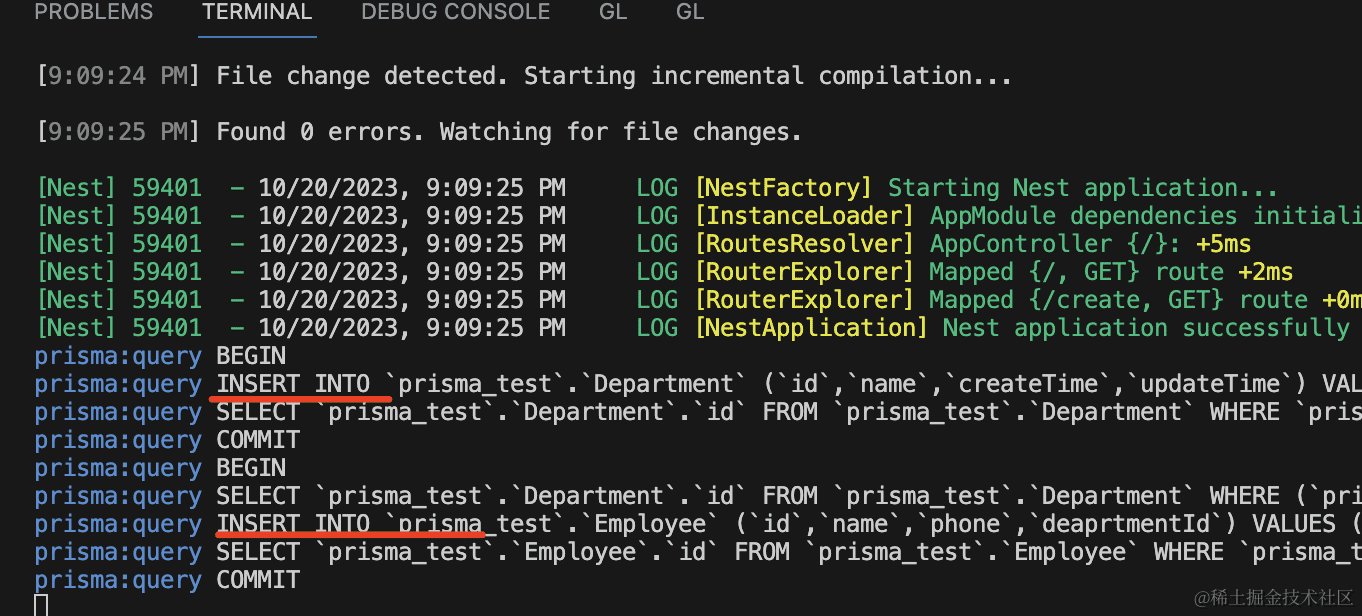 PROBLEMS TERMINAL DEBUG CONSOLE GL GL
[9:09:24 PM] File change detected. Starting incremental compilation...
[9:09:25 PM] Found 0 errors. Watching for file changes.
[Nest] 59401 - 10/20/2023, 9:09:25 PM LOG [NestFactory] Starting Nest application...
[Nest] 59401 - 10/20/2023, 9:09:25 PM LOG [InstanceLoader] AppModule dependencies initiali
[Nest] 59401 - 10/20/2023, 9:09:25 PM LOG [RoutesResolver] AppController {/}: +5ms
[Nest] 59401 - 10/20/2023, 9:09:25 PM LOG [RouterExplorer] Mapped {/, GET} route +2ms
[Nest] 59401 - 10/20/2023, 9:09:25 PM LOG [RouterExplorer] Mapped {/create, GET} route +0m
[Nest] 59401 - 10/20/2023, 9:09:25 PM LOG [NestApplication] Nest application successfully
prisma:query BEGIN
prisma:query INSERT INTO `prisma_test`.`Department` (`id`,`name`,`createTime`,`updateTime`) VAL
prisma:query SELECT `prisma_test`.`Department`.`id` FROM `prisma_test`.`Department` WHERE `pris
prisma:query COMMIT
prisma:query BEGIN
prisma:query SELECT `prisma_test`.`Department`.`id` FROM `prisma_test`.`Department` WHERE (`pri
prisma:query INSERT INTO `prisma_test`.`Employee` (`id`,`name`,`phone`,`deaprtmentId`) VALUES (
prisma:query SELECT `prisma_test`.`Employee`.`id` FROM `prisma_test`.`Employee` WHERE `prisma_t
prisma:query COMMIT
@稀土掘金技术社区